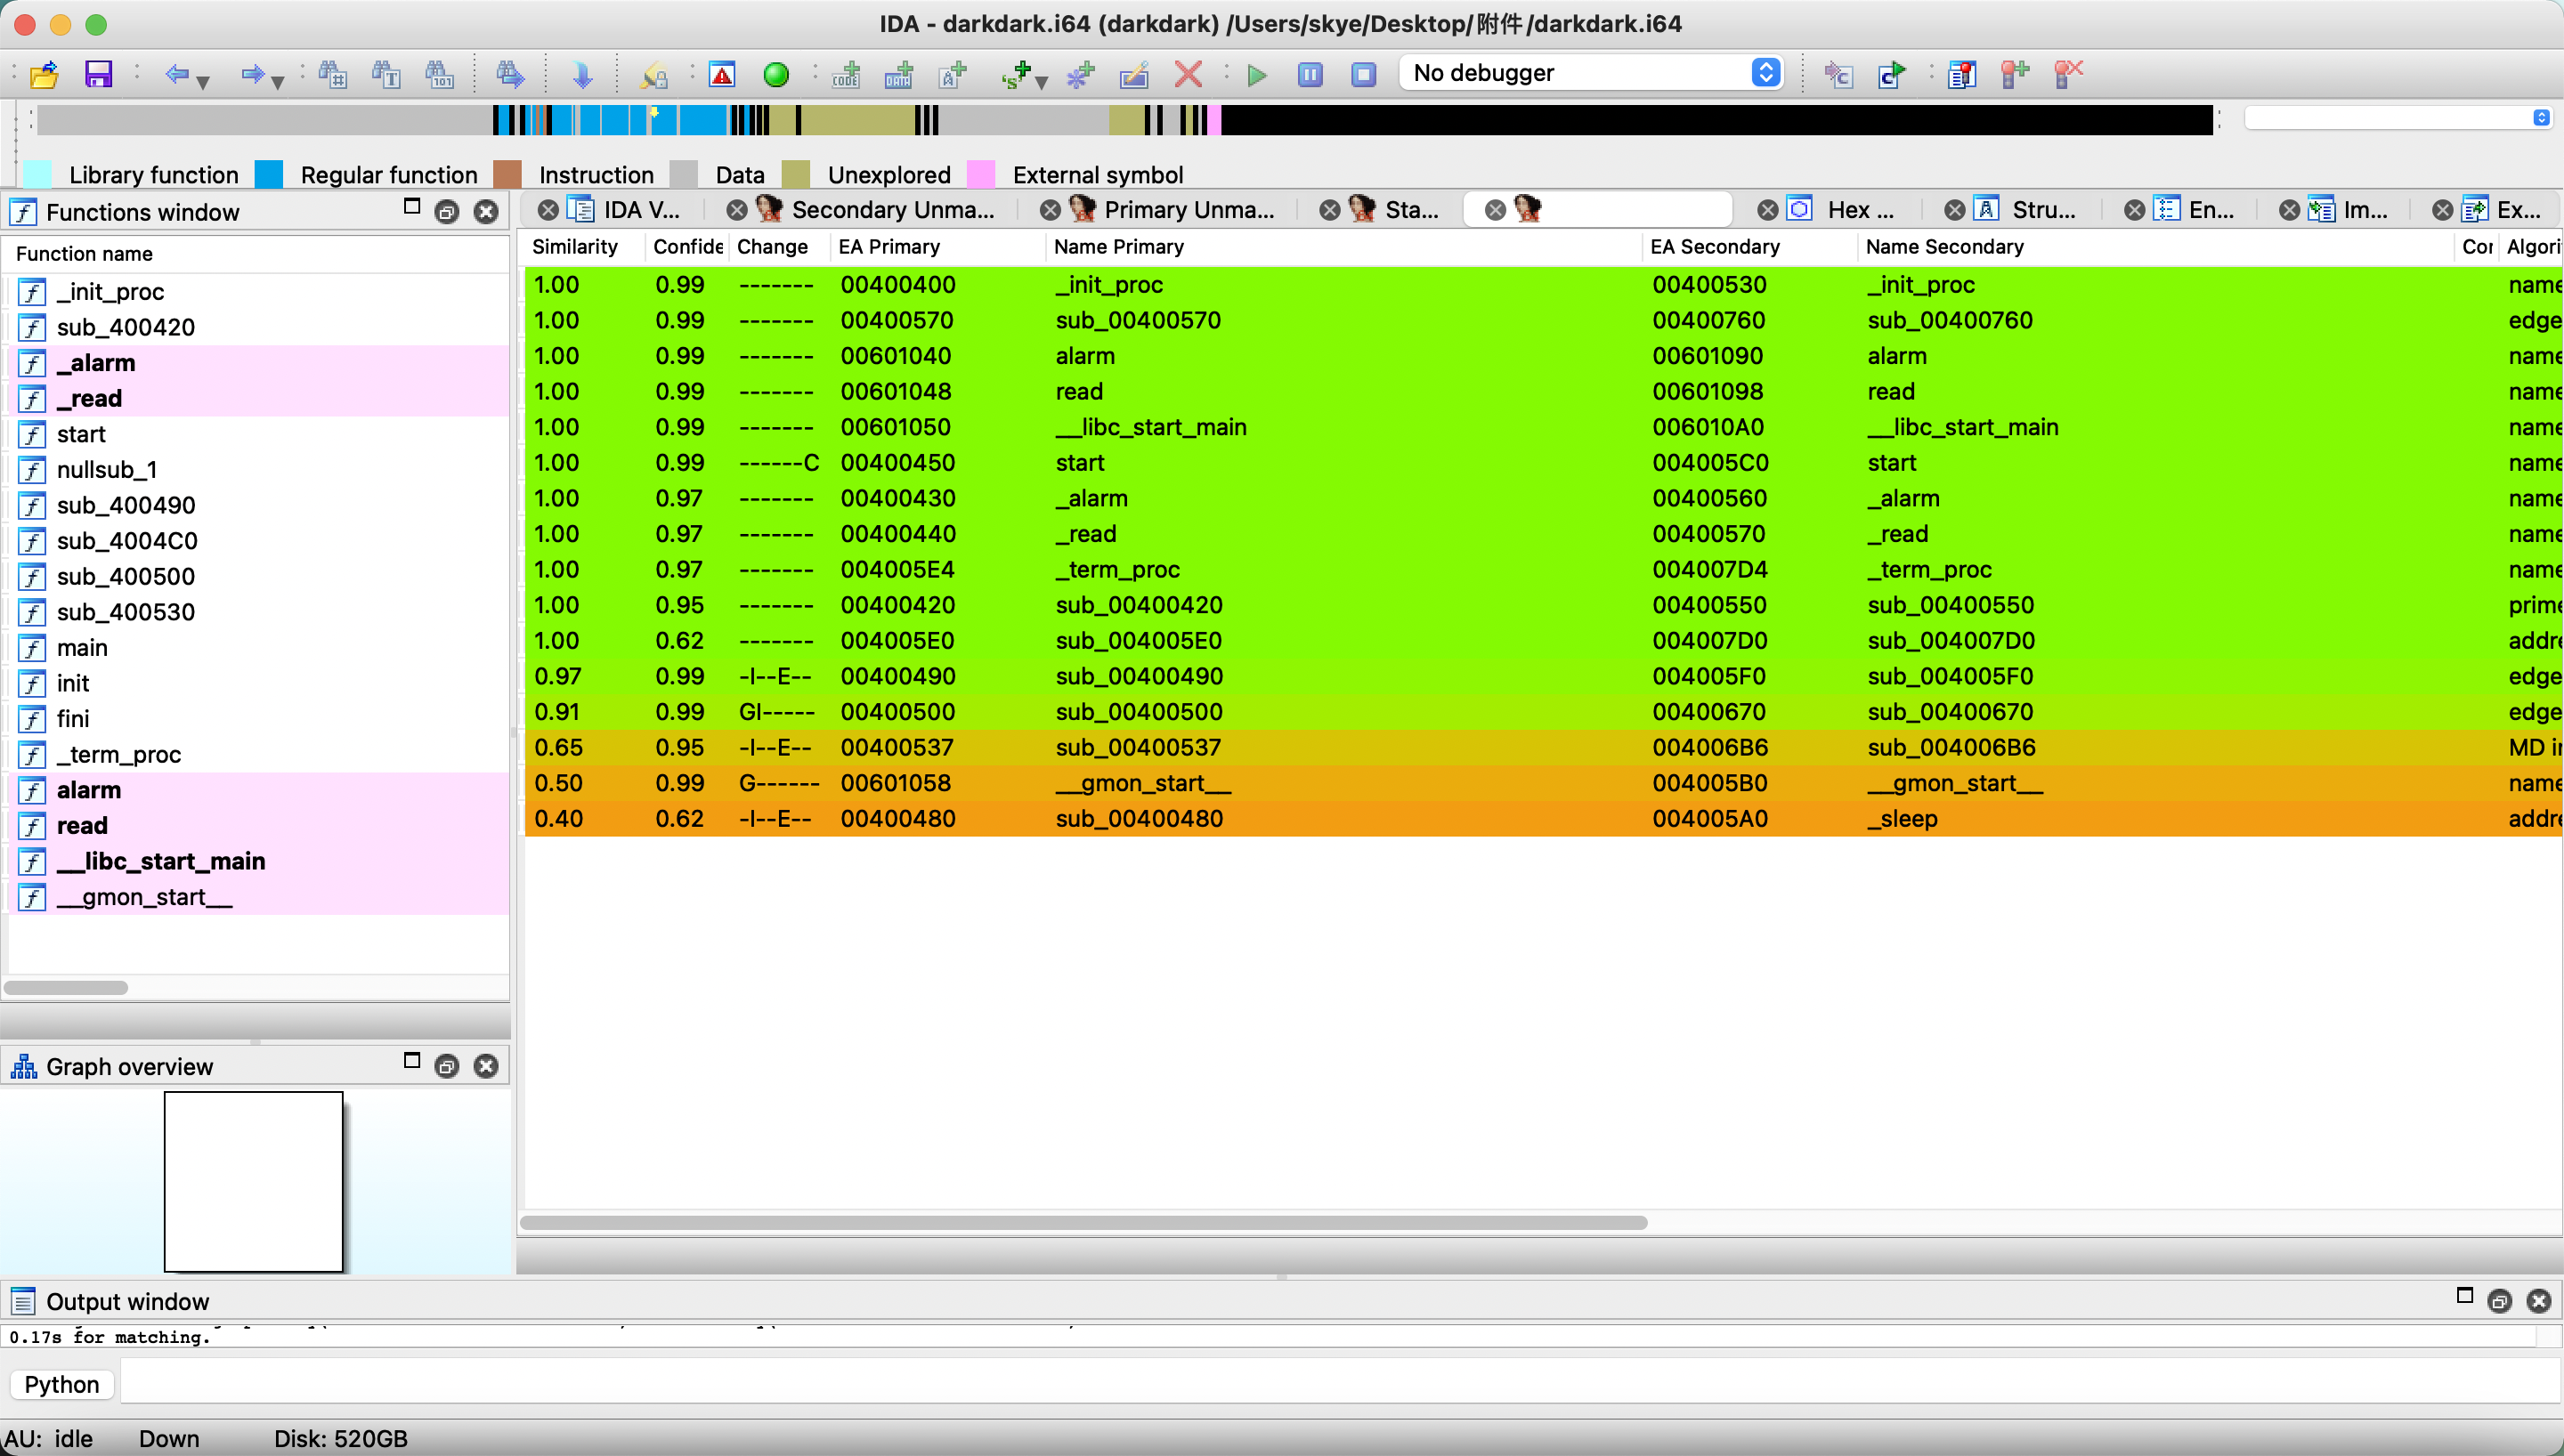 IDA - darkdark.i64 (darkdark) /Users/skye/Desktop/附件/darkdark.i64
No debugger
Library function Regular function Instruction Data Unexplored External symbol
Functions window
IDA V... Secondary Unma... Primary Unma... Sta... Hex ... Stru... En... Im... Ex...
Function name
_init_proc
sub_400420
_alarm
_read
start
nullsub_1
sub_400490
sub_4004C0
sub_400500
sub_400530
main
init
fini
_term_proc
alarm
read
__libc_start_main
__gmon_start__
Similarity Confide Change EA Primary Name Primary EA Secondary Name Secondary Cor Algori
1.00 0.99 ------- 00400400 _init_proc 00400530 _init_proc name
1.00 0.99 ------- 00400570 sub_00400570 00400760 sub_00400760 edge
1.00 0.99 ------- 00601040 alarm 00601090 alarm name
1.00 0.99 ------- 00601048 read 00601098 read name
1.00 0.99 ------- 00601050 __libc_start_main 006010A0 __libc_start_main name
1.00 0.99 ------C 00400450 start 004005C0 start name
1.00 0.97 ------- 00400430 _alarm 00400560 _alarm name
1.00 0.97 ------- 00400440 _read 00400570 _read name
1.00 0.97 ------- 004005E4 _term_proc 004007D4 _term_proc name
1.00 0.95 ------- 00400420 sub_00400420 00400550 sub_00400550 prime
1.00 0.62 ------- 004005E0 sub_004005E0 004007D0 sub_004007D0 addre
0.97 0.99 -I--E-- 00400490 sub_00400490 004005F0 sub_004005F0 edge
0.91 0.99 GI----- 00400500 sub_00400500 00400670 sub_00400670 edge
0.65 0.95 -I--E-- 00400537 sub_00400537 004006B6 sub_004006B6 MD in
0.50 0.99 G------ 00601058 __gmon_start__ 004005B0 __gmon_start__ name
0.40 0.62 -I--E-- 00400480 sub_00400480 004005A0 _sleep addre
Graph overview
Output window
0.17s for matching.
Python
AU: idle Down Disk: 520GB